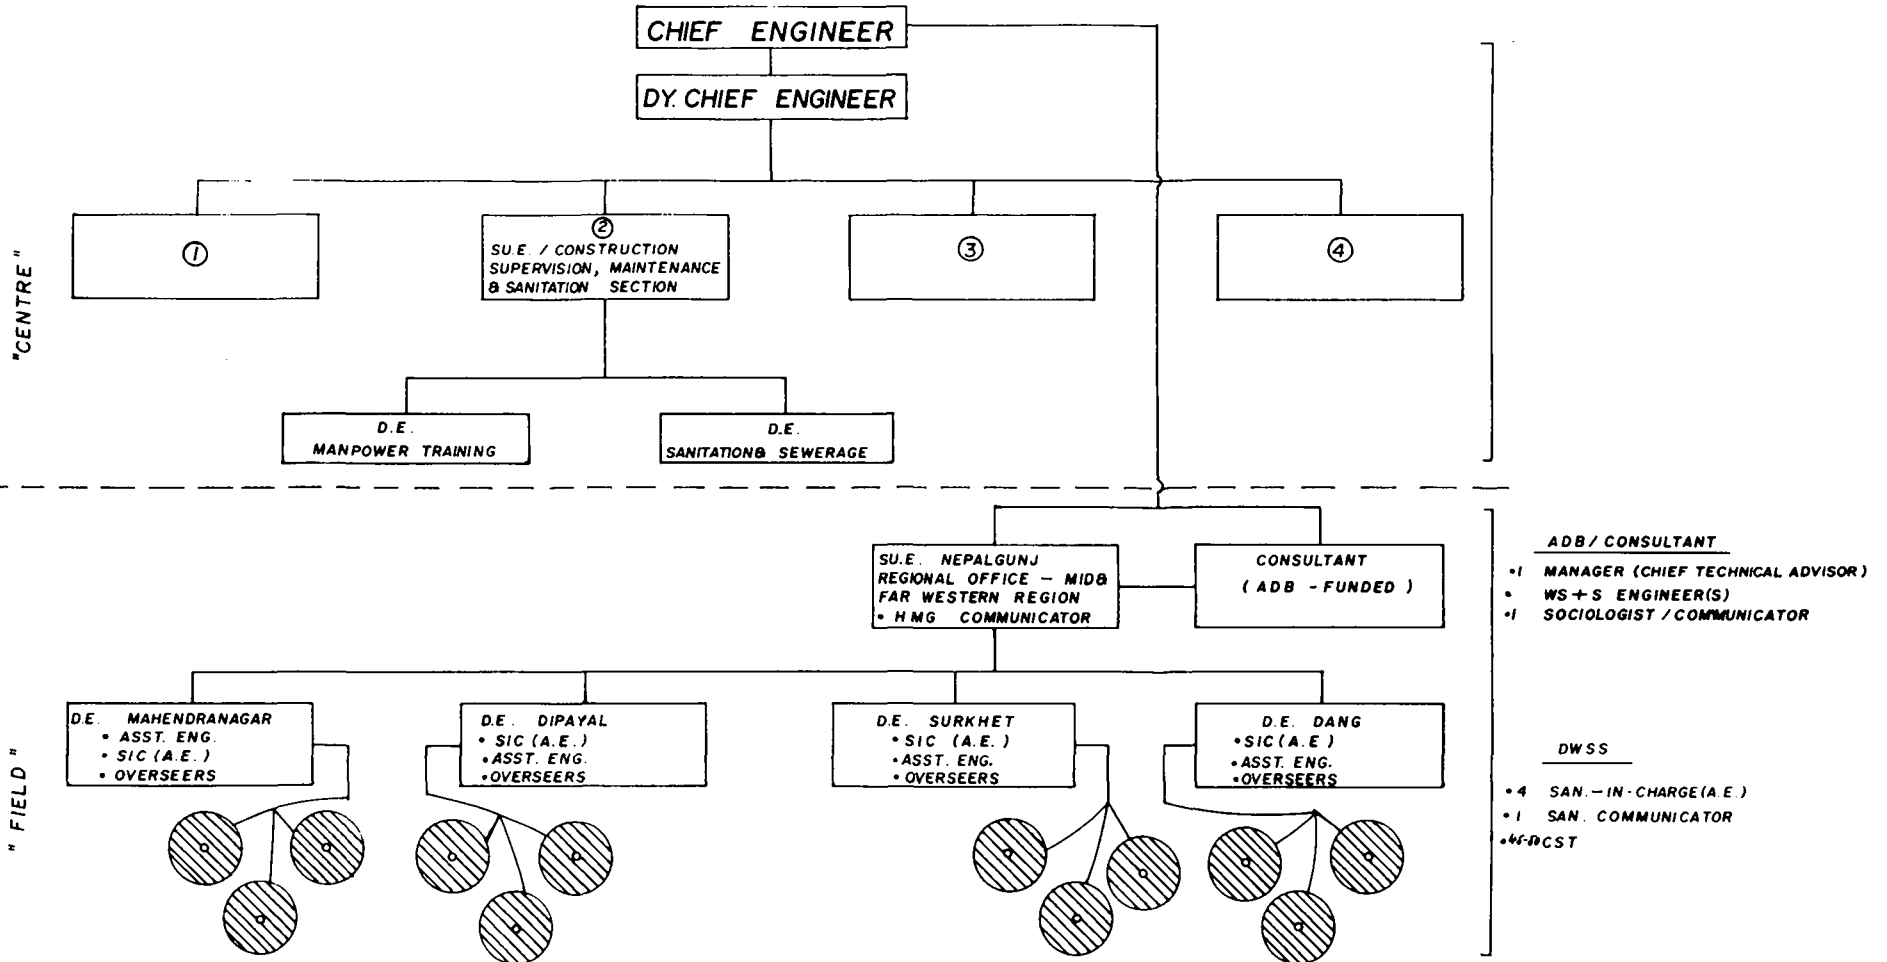 CHIEF ENGINEER
DY. CHIEF ENGINEER
"CENTRE"
1
2
SU.E. / CONSTRUCTION
SUPERVISION, MAINTENANCE
& SANITATION SECTION
3
4
D.E.
MANPOWER TRAINING
D.E.
SANITATION& SEWERAGE
SU.E. NEPALGUNJ
REGIONAL OFFICE - MID&
FAR WESTERN REGION
• HMG COMMUNICATOR
CONSULTANT
(ADB -FUNDED)
ADB/CONSULTANT
•1 MANAGER (CHIEF TECHNICAL ADVISOR)
• WS+S ENGINEER(S)
•1 SOCIOLOGIST / COMMUNICATOR
"FIELD"
D.E. MAHENDRANAGAR
• ASST. ENG.
• SIC (A.E.)
• OVERSEERS
D.E. DIPAYAL
• SIC (A.E.)
• ASST. ENG.
• OVERSEERS
D.E. SURKHET
• SIC (A.E.)
• ASST. ENG.
• OVERSEERS
D.E. DANG
• SIC (A.E)
• ASST. ENG.
• OVERSEERS
DWSS
•4 SAN.-IN-CHARGE (A.E.)
•1 SAN. COMMUNICATOR
• CST